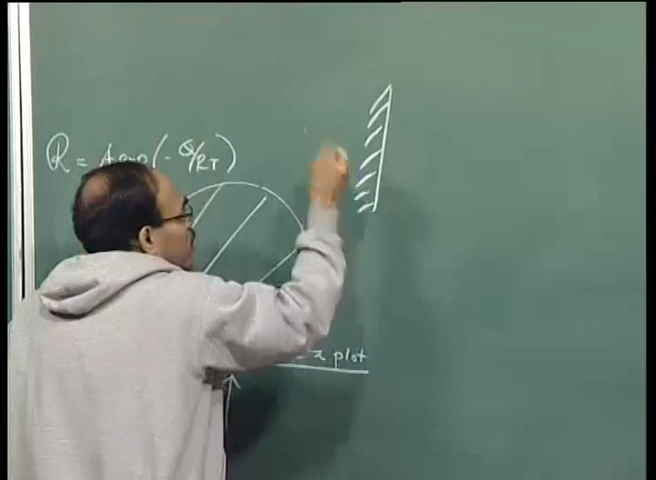 R = A exp(-Q/RT)
x plot